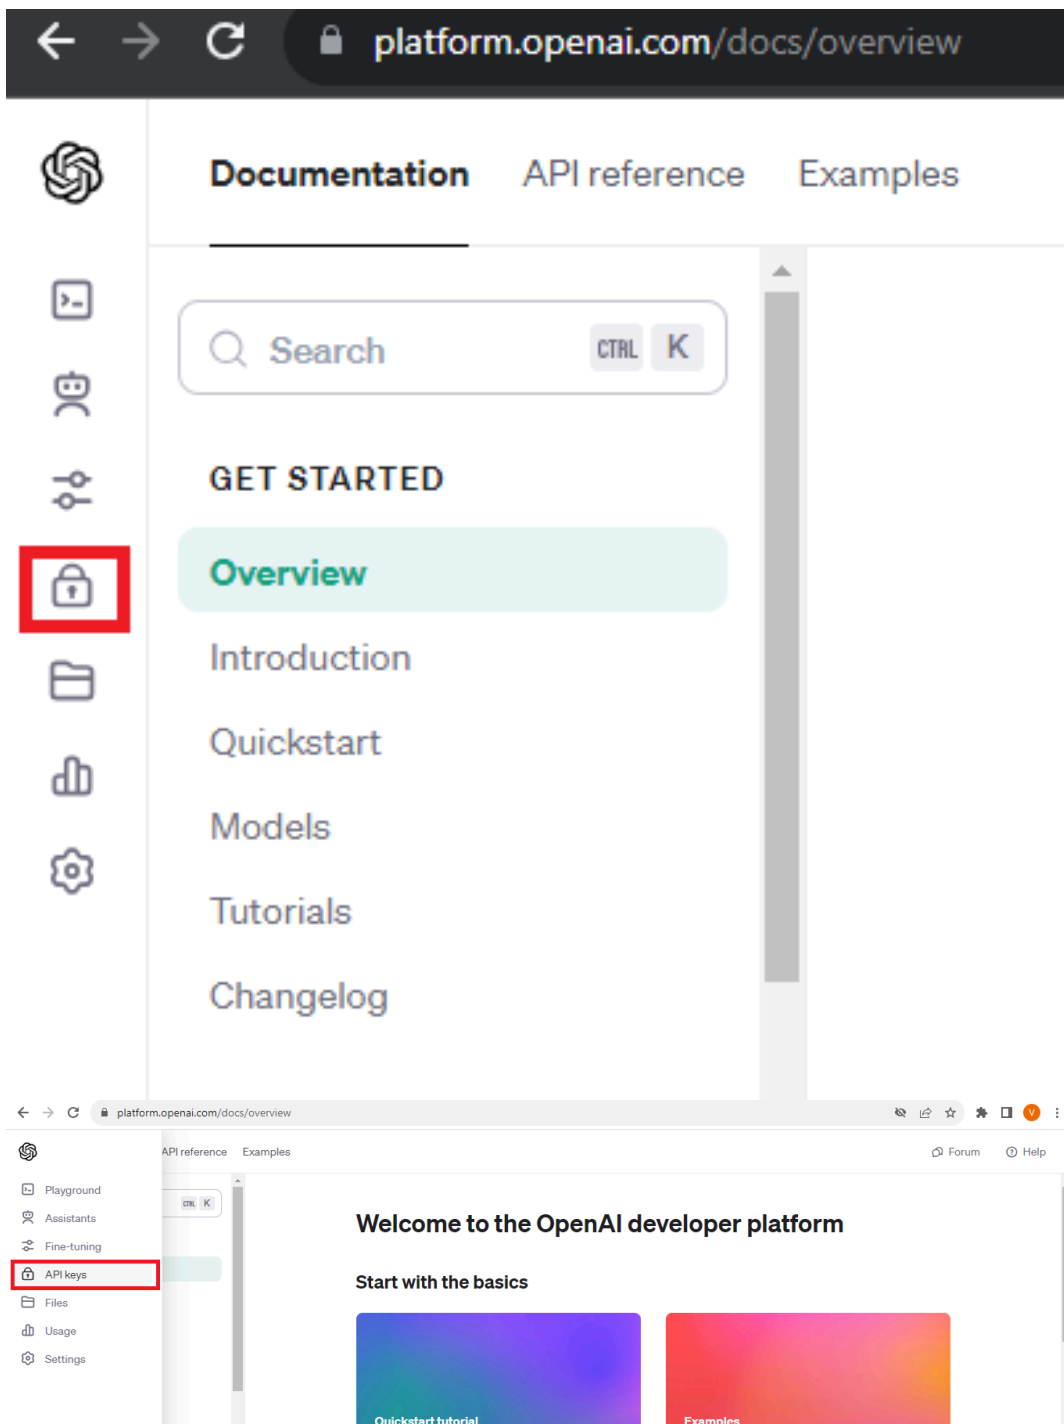 platform.openai.com/docs/overview
Documentation API reference Examples
Search CTRL K
GET STARTED
Overview
Introduction
Quickstart
Models
Tutorials
Changelog
platform.openai.com/docs/overview V
API reference Examples Forum Help
Playground
CTRL K
Assistants
Welcome to the OpenAI developer platform
Fine-tuning
API keys
Start with the basics
Files
Usage
Settings
Quickstart tutorial Examples